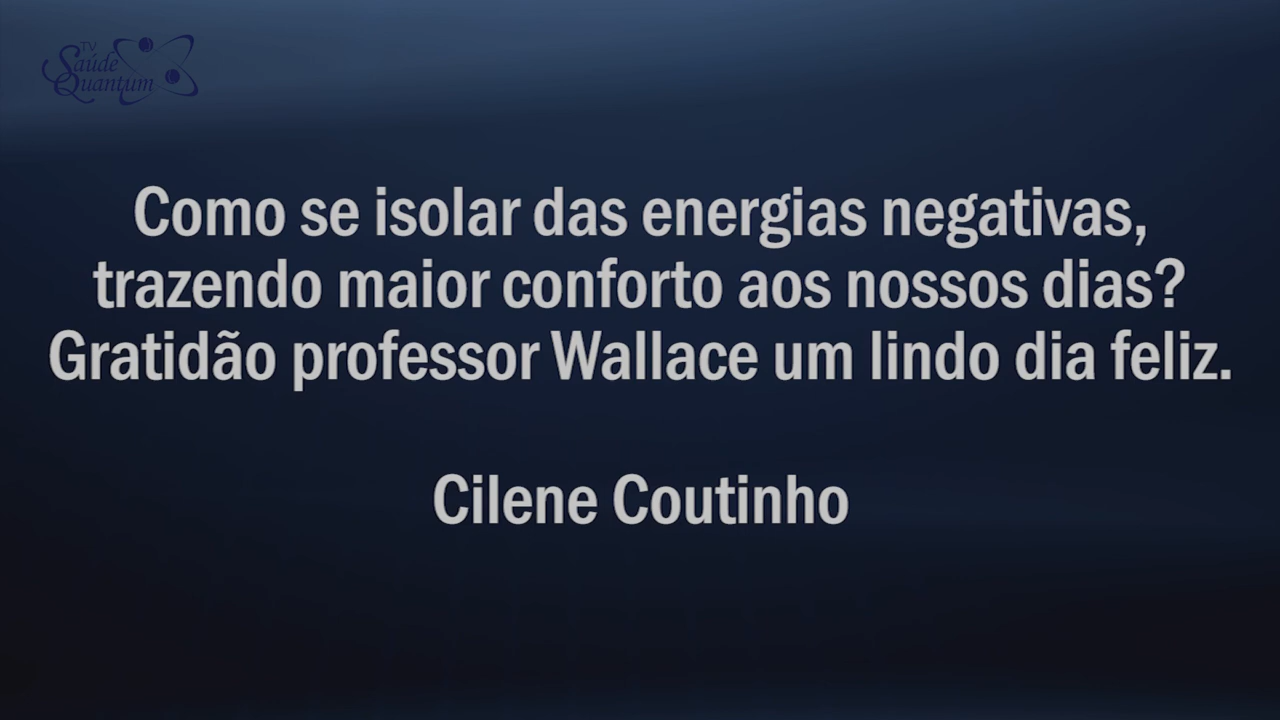 TV
Saúde
Quantum
Como se isolar das energias negativas,
trazendo maior conforto aos nossos dias?
Gratidão professor Wallace um lindo dia feliz.
Cilene Coutinho